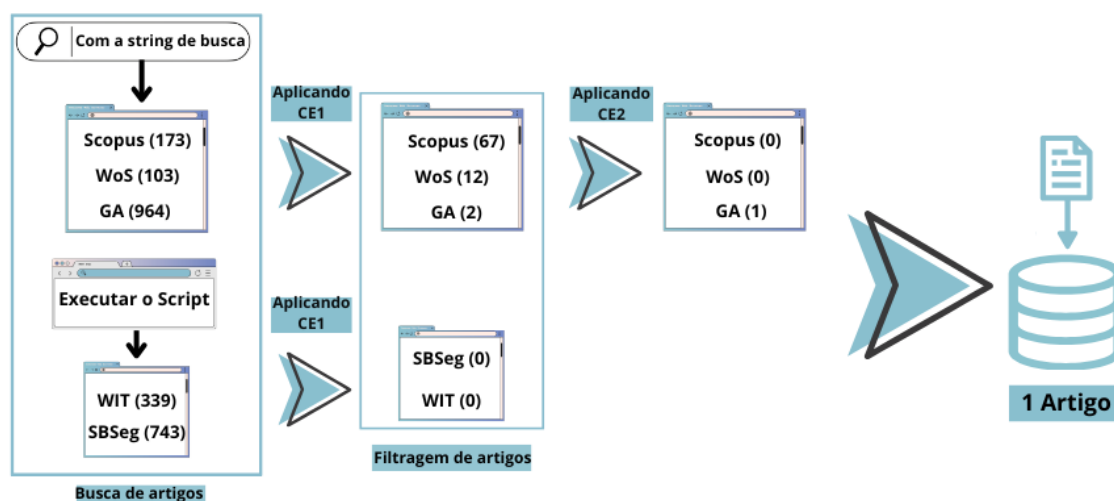 Com a string de busca
Scopus (173)
WoS (103)
GA (964)
Executar o Script
WIT (339)
SBSeg (743)
Busca de artigos
Aplicando
CE1
Aplicando
CE1
Scopus (67)
WoS (12)
GA (2)
SBSeg (0)
WIT (0)
Filtragem de artigos
Aplicando
CE2
Scopus (0)
WoS (0)
GA (1)
1 Artigo